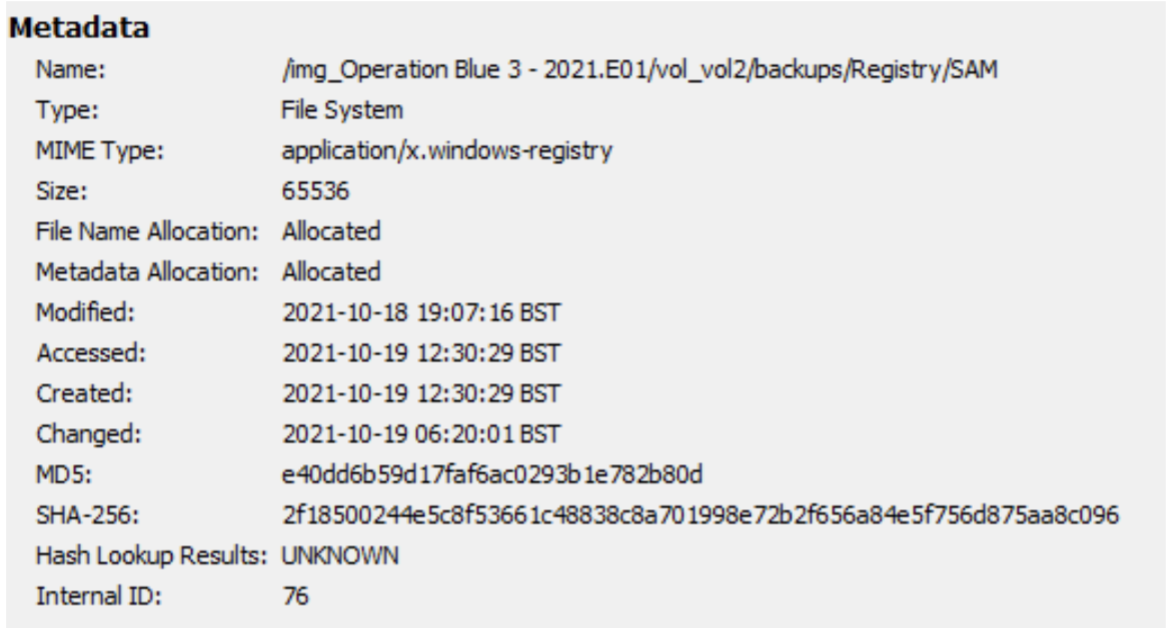 Metadata
Name: /img_Operation Blue 3 - 2021.E01/vol_vol2/backups/Registry/SAM
Type: File System
MIME Type: application/x.windows-registry
Size: 65536
File Name Allocation: Allocated
Metadata Allocation: Allocated
Modified: 2021-10-18 19:07:16 BST
Accessed: 2021-10-19 12:30:29 BST
Created: 2021-10-19 12:30:29 BST
Changed: 2021-10-19 06:20:01 BST
MD5: e40dd6b59d17faf6ac0293b1e782b80d
SHA-256: 2f18500244e5c8f53661c48838c8a701998e72b2f656a84e5f756d875aa8c096
Hash Lookup Results: UNKNOWN
Internal ID: 76